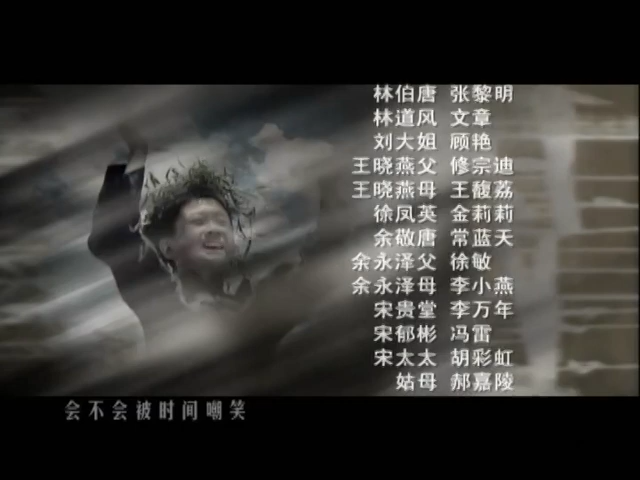 林伯唐 张黎明
林道风 文章
刘大姐 顾艳
王晓燕父 修宗迪
王晓燕母 王馥荔
徐凤英 金莉莉
余敬唐 常蓝天
余永泽父 徐敏
余永泽母 李小燕
宋贵堂 李万年
宋郁彬 冯雷
宋太太 胡彩虹
姑母 郝嘉陵
会不会被时间嘲笑